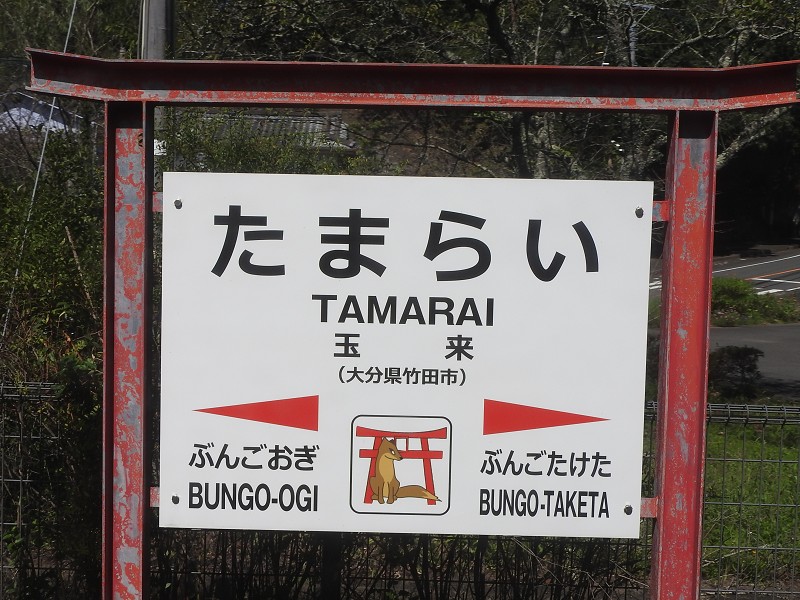 たまらい
TAMARAI
玉来
(大分県竹田市)
ぶんごおぎ
BUNGO-OGI
ぶんごたけた
BUNGO-TAKETA